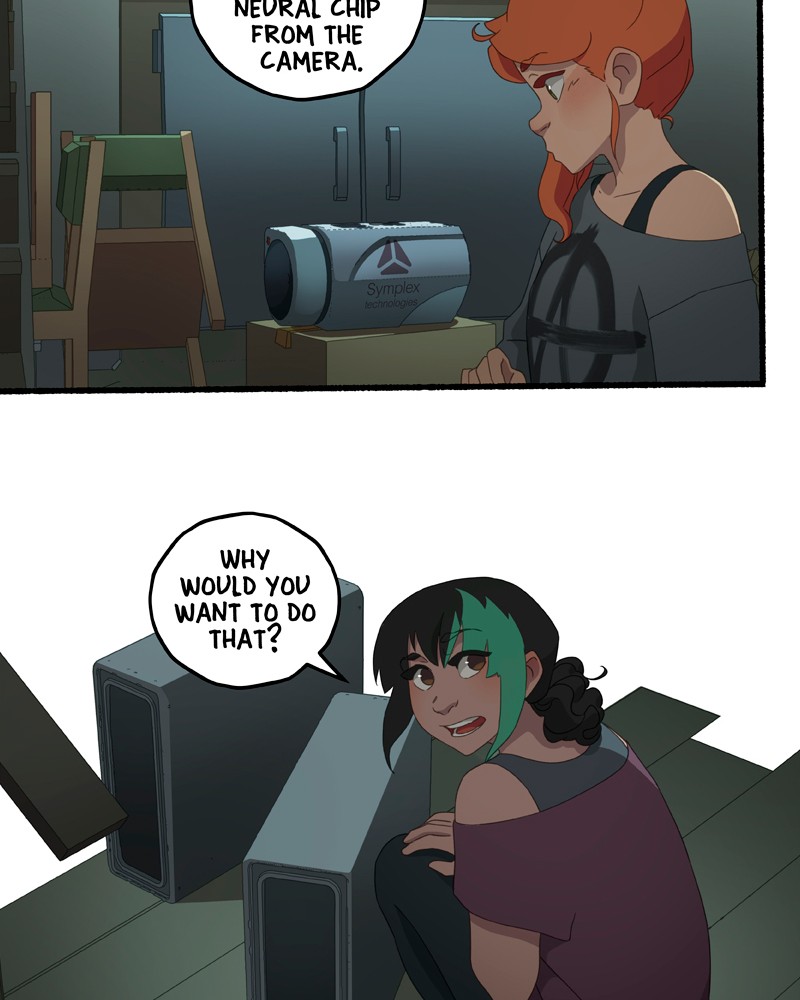 NEURAL CHIP
FROM THE
CAMERA.
Symplex
technologies
WHY
WOULD YOU
WANT TO DO
THAT?